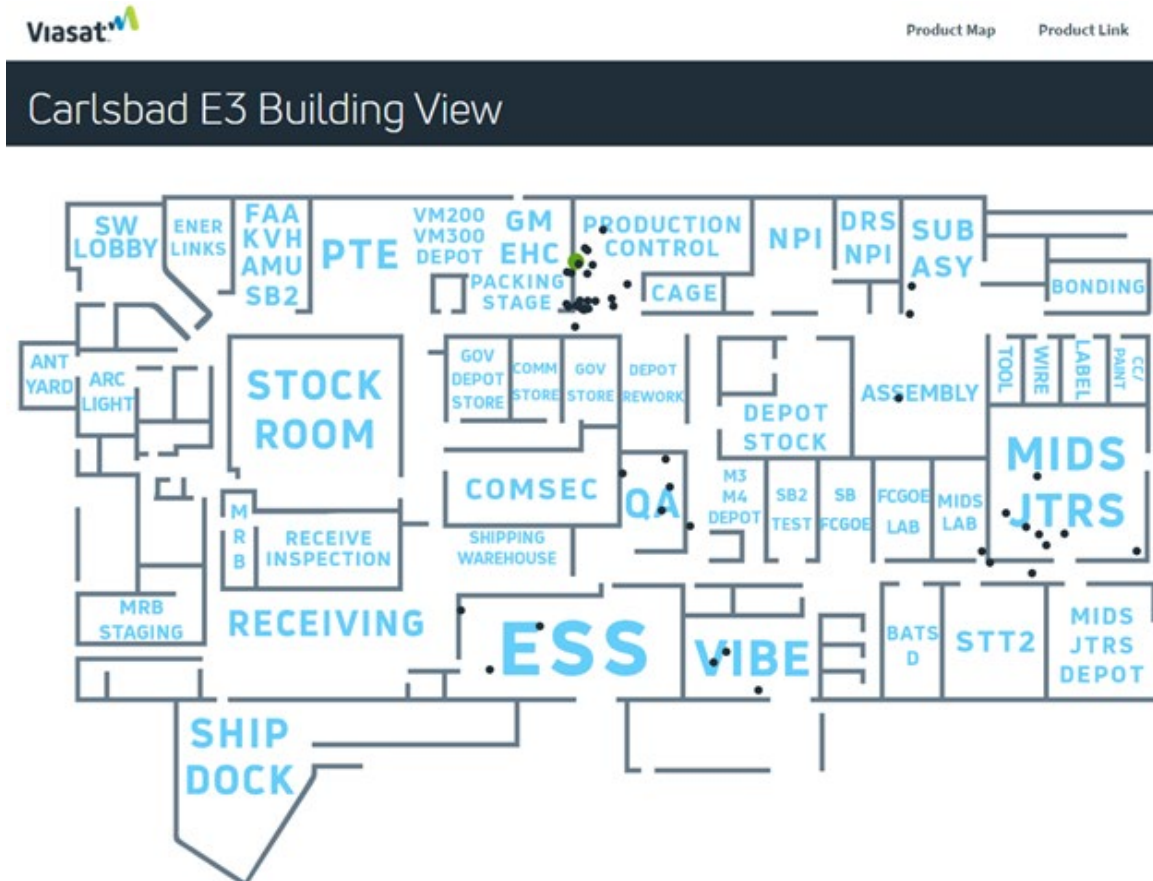 Viasat
Product Map
Product Link
Carlsbad E3 Building View
SW
LOBBY
ENER
LINKS
FAA
KVH
AMU
SB2
PTE
VM200
VM300
DEPOT
GM
EHC
PACKING
STAGE
PRODUCTION
CONTROL
CAGE
NPI
DRS
NPI
SUB
ASY
BONDING
ANT
YARD
ARC
LIGHT
STOCK
ROOM
GOV
DEPOT
STORE
COMM
STORE
GOV
STORE
DEPOT
REWORK
DEPOT
STOCK
ASSEMBLY
TOOL
WIRE
LABEL
CC/
PAINT
MIDS
JTRS
COMSEC
QA
M3
M4
DEPOT
SB2
TEST
SB
FCGOE
FCGOE
LAB
MIDS
LAB
M
R
B
RECEIVE
INSPECTION
SHIPPING
WAREHOUSE
MRB
STAGING
RECEIVING
ESS
VIBE
BATS
D
STT2
MIDS
JTRS
DEPOT
SHIP
DOCK